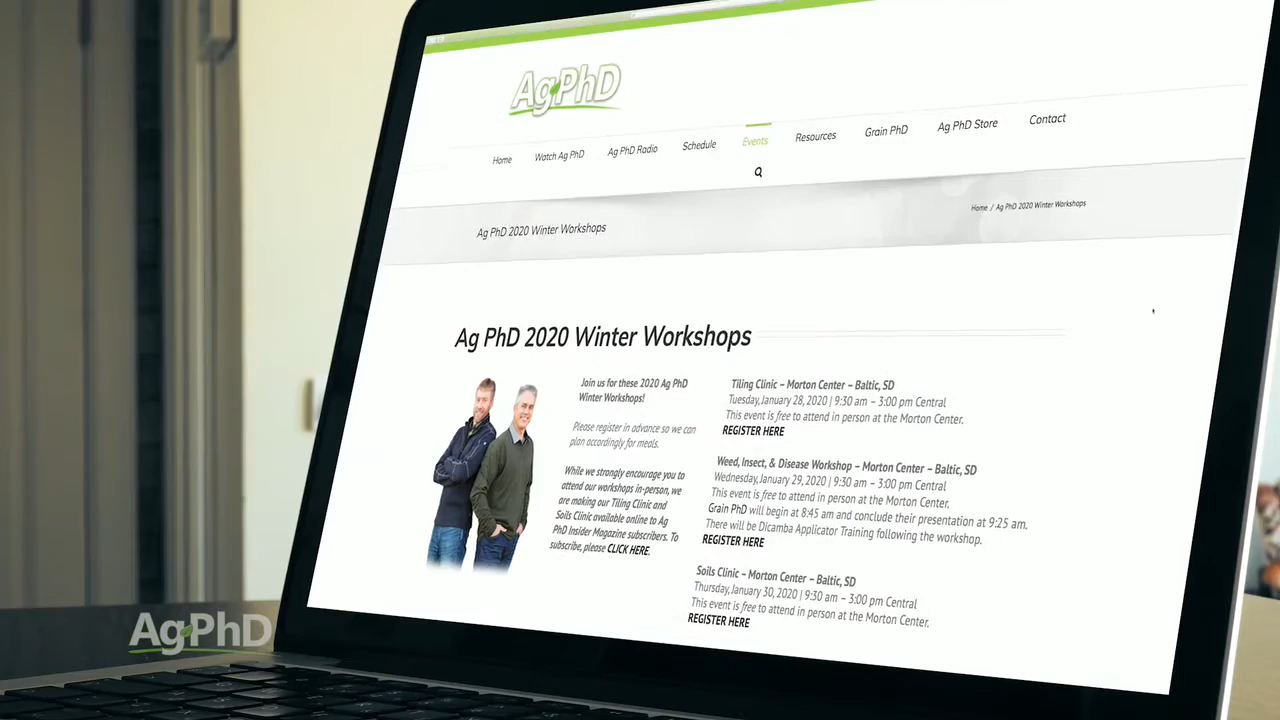 AgPhD
Home
Watch Ag PhD
Ag PhD Radio
Schedule
Events
Resources
Grain PhD
Ag PhD Store
Contact
Ag PhD 2020 Winter Workshops
Home / Ag PhD 2020 Winter Workshops
Ag PhD 2020 Winter Workshops
Join us for these 2020 Ag PhD
Winter Workshops!
Please register in advance so we can
plan accordingly for meals.
While we strongly encourage you to
attend our workshops in-person, we
are making our Tiling Clinic and
Soils Clinic available online to Ag
PhD Insider Magazine subscribers. To
subscribe, please CLICK HERE.
Tiling Clinic – Morton Center – Baltic, SD
Tuesday, January 28, 2020 | 9:30 am – 3:00 pm Central
This event is free to attend in person at the Morton Center.
REGISTER HERE
Weed, Insect, & Disease Workshop – Morton Center – Baltic, SD
Wednesday, January 29, 2020 | 9:30 am – 3:00 pm Central
This event is free to attend in person at the Morton Center.
Grain PhD will begin at 8:45 am and conclude their presentation at 9:25 am.
There will be Dicamba Applicator Training following the workshop.
REGISTER HERE
Soils Clinic – Morton Center – Baltic, SD
Thursday, January 30, 2020 | 9:30 am – 3:00 pm Central
This event is free to attend in person at the Morton Center.
REGISTER HERE
AgPhD